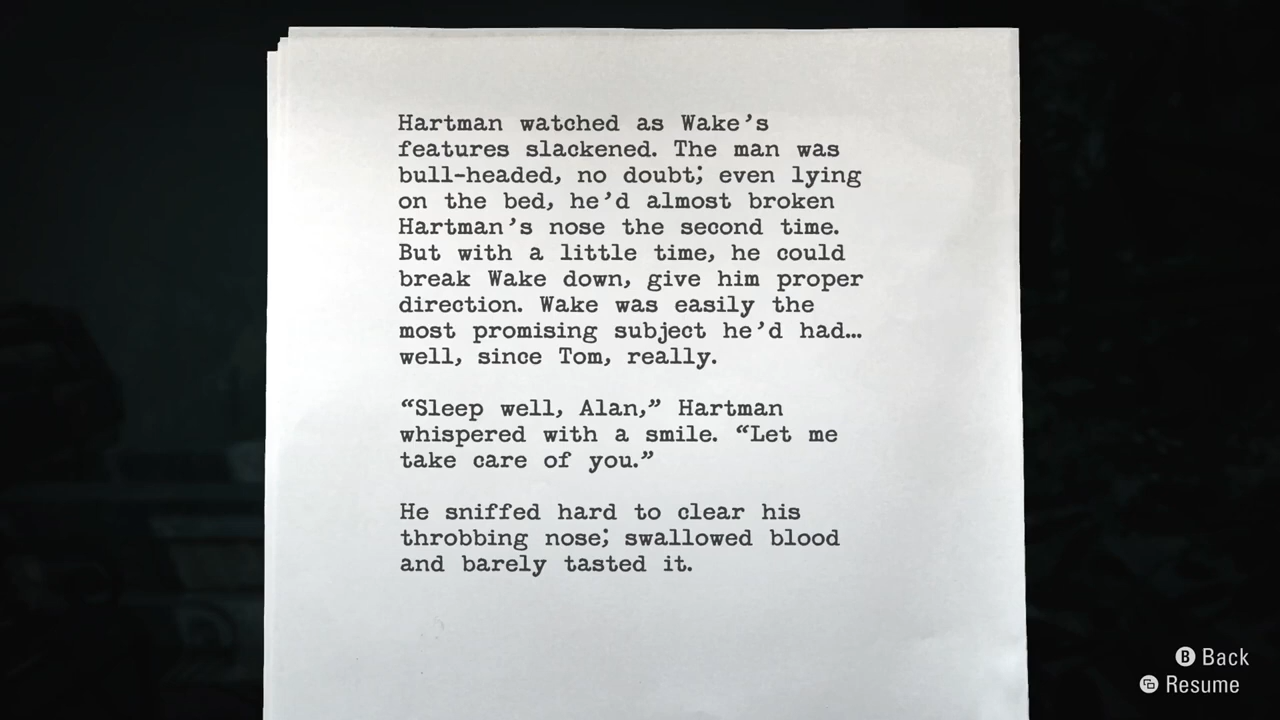 Hartman watched as Wake's
features slackened. The man was
bull-headed, no doubt; even lying
on the bed, he'd almost broken
Hartman's nose the second time.
But with a little time, he could
break Wake down, give him proper
direction. Wake was easily the
most promising subject he'd had…
well, since Tom, really.
“Sleep well, Alan,” Hartman
whispered with a smile. “Let me
take care of you.”
He sniffed hard to clear his
throbbing nose; swallowed blood
and barely tasted it.
B Back
Resume